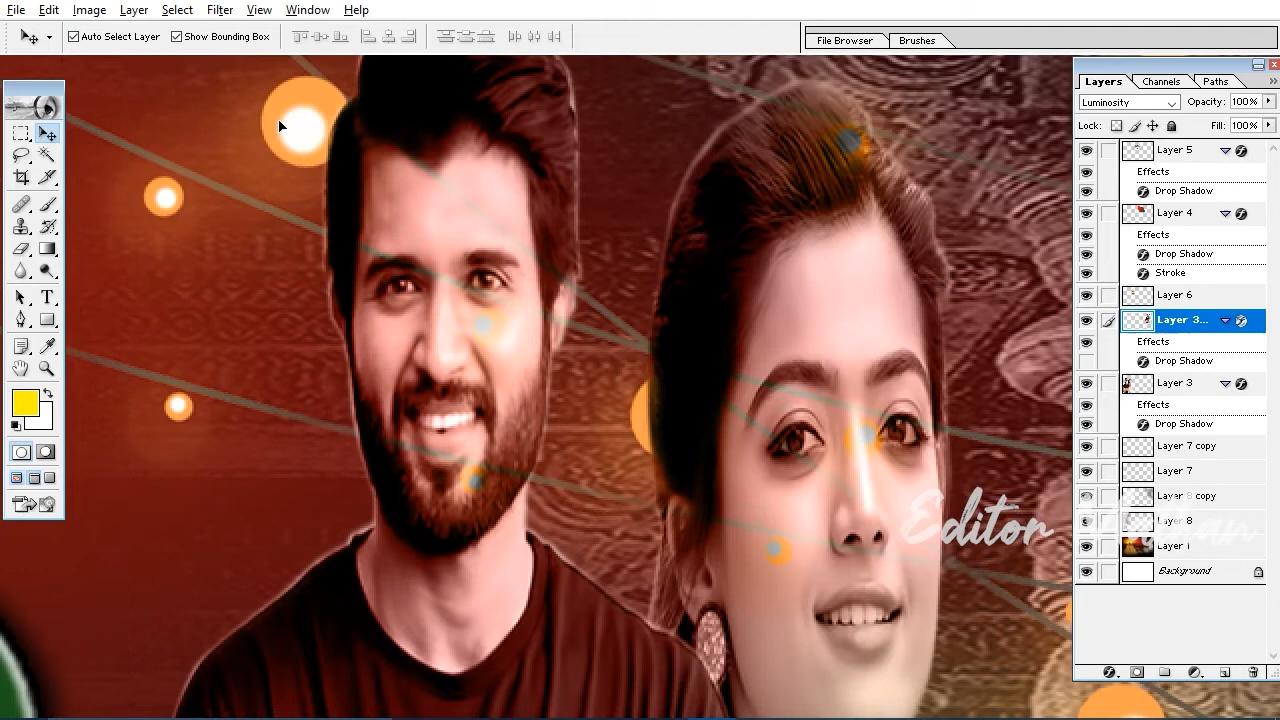 File Edit Image Layer Select Filter View Window Help
Auto Select Layer Show Bounding Box
File Browser Brushes
Layers Channels Paths
Luminosity Opacity: 100%
Lock: Fill: 100%
Layer 5
Effects
Drop Shadow
Layer 4
Effects
Drop Shadow
Stroke
Layer 6
Layer 3...
Effects
Drop Shadow
Layer 3
Effects
Drop Shadow
Layer 7 copy
Layer 7
Layer 8 copy
Layer 8
Layer 1
Background
Editor